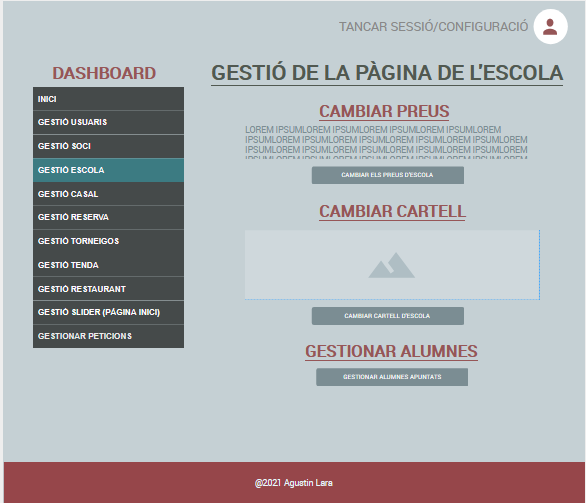 TANCAR SESSIÓ/CONFIGURACIÓ
DASHBOARD
INICI
GESTIÓ USUARIS
GESTIÓ SOCI
GESTIÓ ESCOLA
GESTIÓ CASAL
GESTIÓ RESERVA
GESTIÓ TORNEIGOS
GESTIÓ TENDA
GESTIÓ RESTAURANT
GESTIÓ SLIDER (PÁGINA INICI)
GESTIONAR PETICIONS
GESTIÓ DE LA PÀGINA DE L'ESCOLA
CAMBIAR PREUS
LOREM IPSUMLOREM IPSUMLOREM IPSUMLOREM IPSUMLOREM
IPSUMLOREM IPSUMLOREM IPSUMLOREM IPSUMLOREM IPSUMLOREM
IPSUMLOREM IPSUMLOREM IPSUMLOREM IPSUMLOREM IPSUMLOREM
IPSUMLOREM IPSUMLOREM IPSUMLOREM IPSUMLOREM IPSUMLOREM
CAMBIAR ELS PREUS D'ESCOLA
CAMBIAR CARTELL
CAMBIAR CARTELL D'ESCOLA
GESTIONAR ALUMNES
GESTIONAR ALUMNES APUNTATS
@2021 Agustin Lara